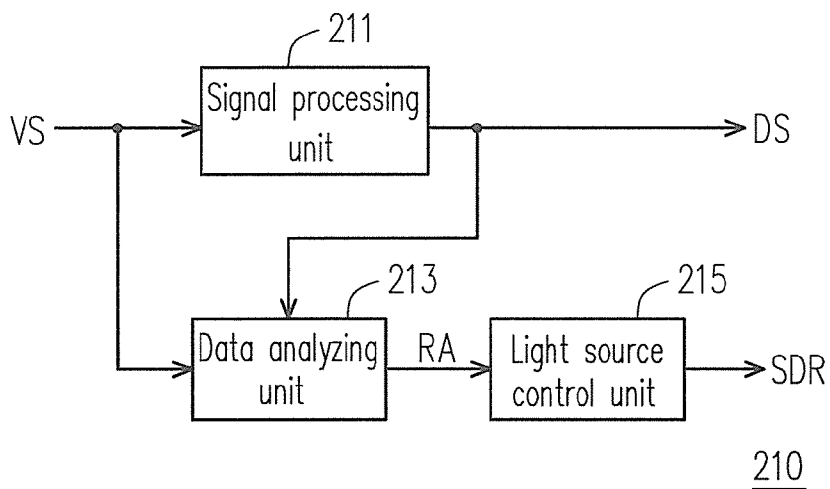 211
Signal processing
unit
VS
DS
213
215
Data analyzing
unit
RA
Light source
control unit
SDR
210